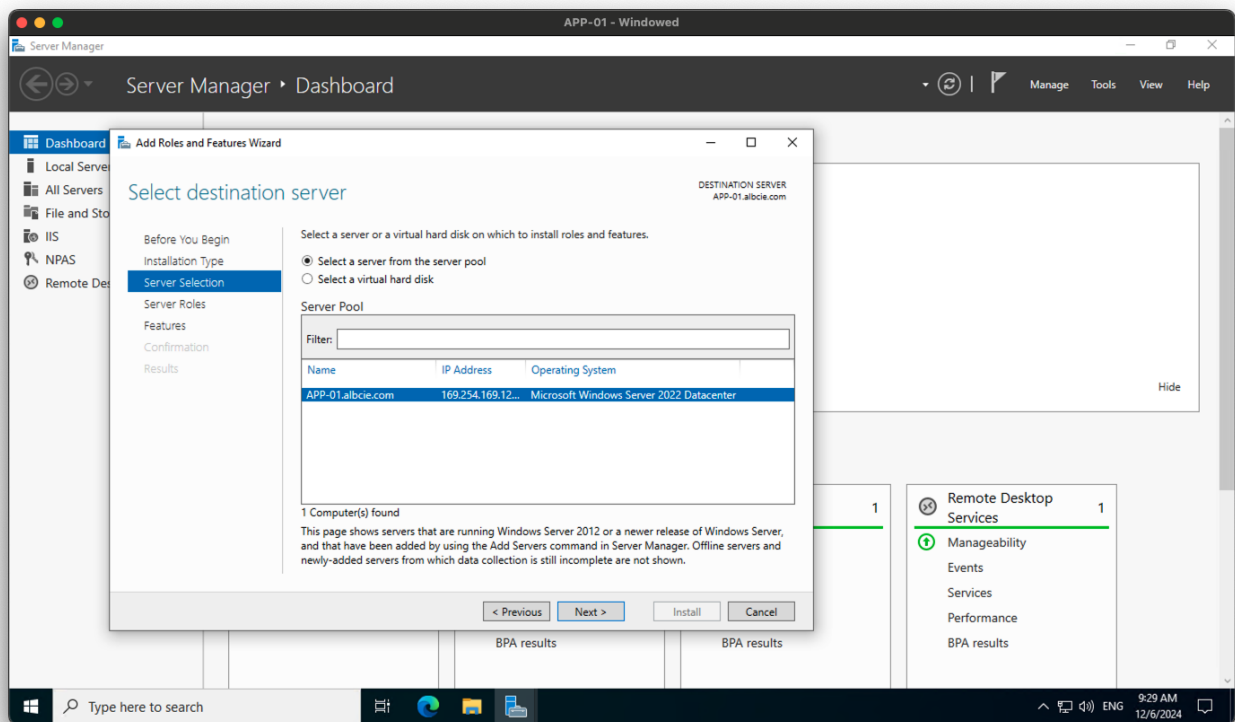 APP-01 - Windowed
Server Manager
Server Manager ‣ Dashboard
Manage Tools View Help
Dashboard
Local Server
All Servers
File and Sto
IIS
NPAS
Remote Des
Add Roles and Features Wizard
Select destination server
DESTINATION SERVER
APP-01.albcie.com
Before You Begin
Installation Type
Server Selection
Server Roles
Features
Confirmation
Results
Select a server or a virtual hard disk on which to install roles and features.
Select a server from the server pool
Select a virtual hard disk
Server Pool
Filter:
Name IP Address Operating System
APP-01.albcie.com 169.254.169.12... Microsoft Windows Server 2022 Datacenter
1 Computer(s) found
This page shows servers that are running Windows Server 2012 or a newer release of Windows Server,
and that have been added by using the Add Servers command in Server Manager. Offline servers and
newly-added servers from which data collection is still incomplete are not shown.
< Previous Next > Install Cancel
Hide
1
Remote Desktop
Services
1
Manageability
Events
Services
Performance
BPA results
BPA results
BPA results
Type here to search
ENG
9:29 AM
12/6/2024